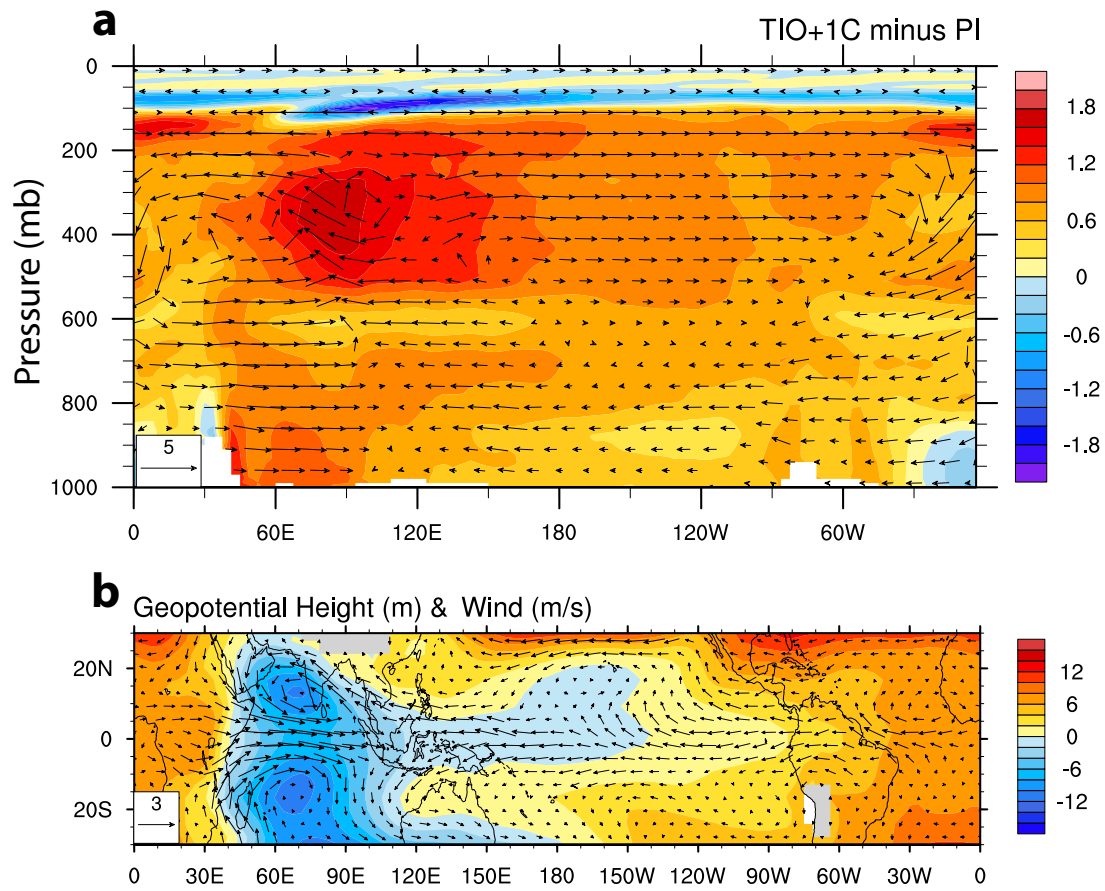 a
TIO+1C minus PI
Pressure (mb)
0
200
400
600
800
1000
5
0
60E
120E
180
120W
60W
1.8
1.2
0.6
0
-0.6
-1.2
-1.8
b
Geopotential Height (m) & Wind (m/s)
20N
0
20S
3
0
30E
60E
90E
120E
150E
180
150W
120W
90W
60W
30W
0
12
6
0
-6
-12